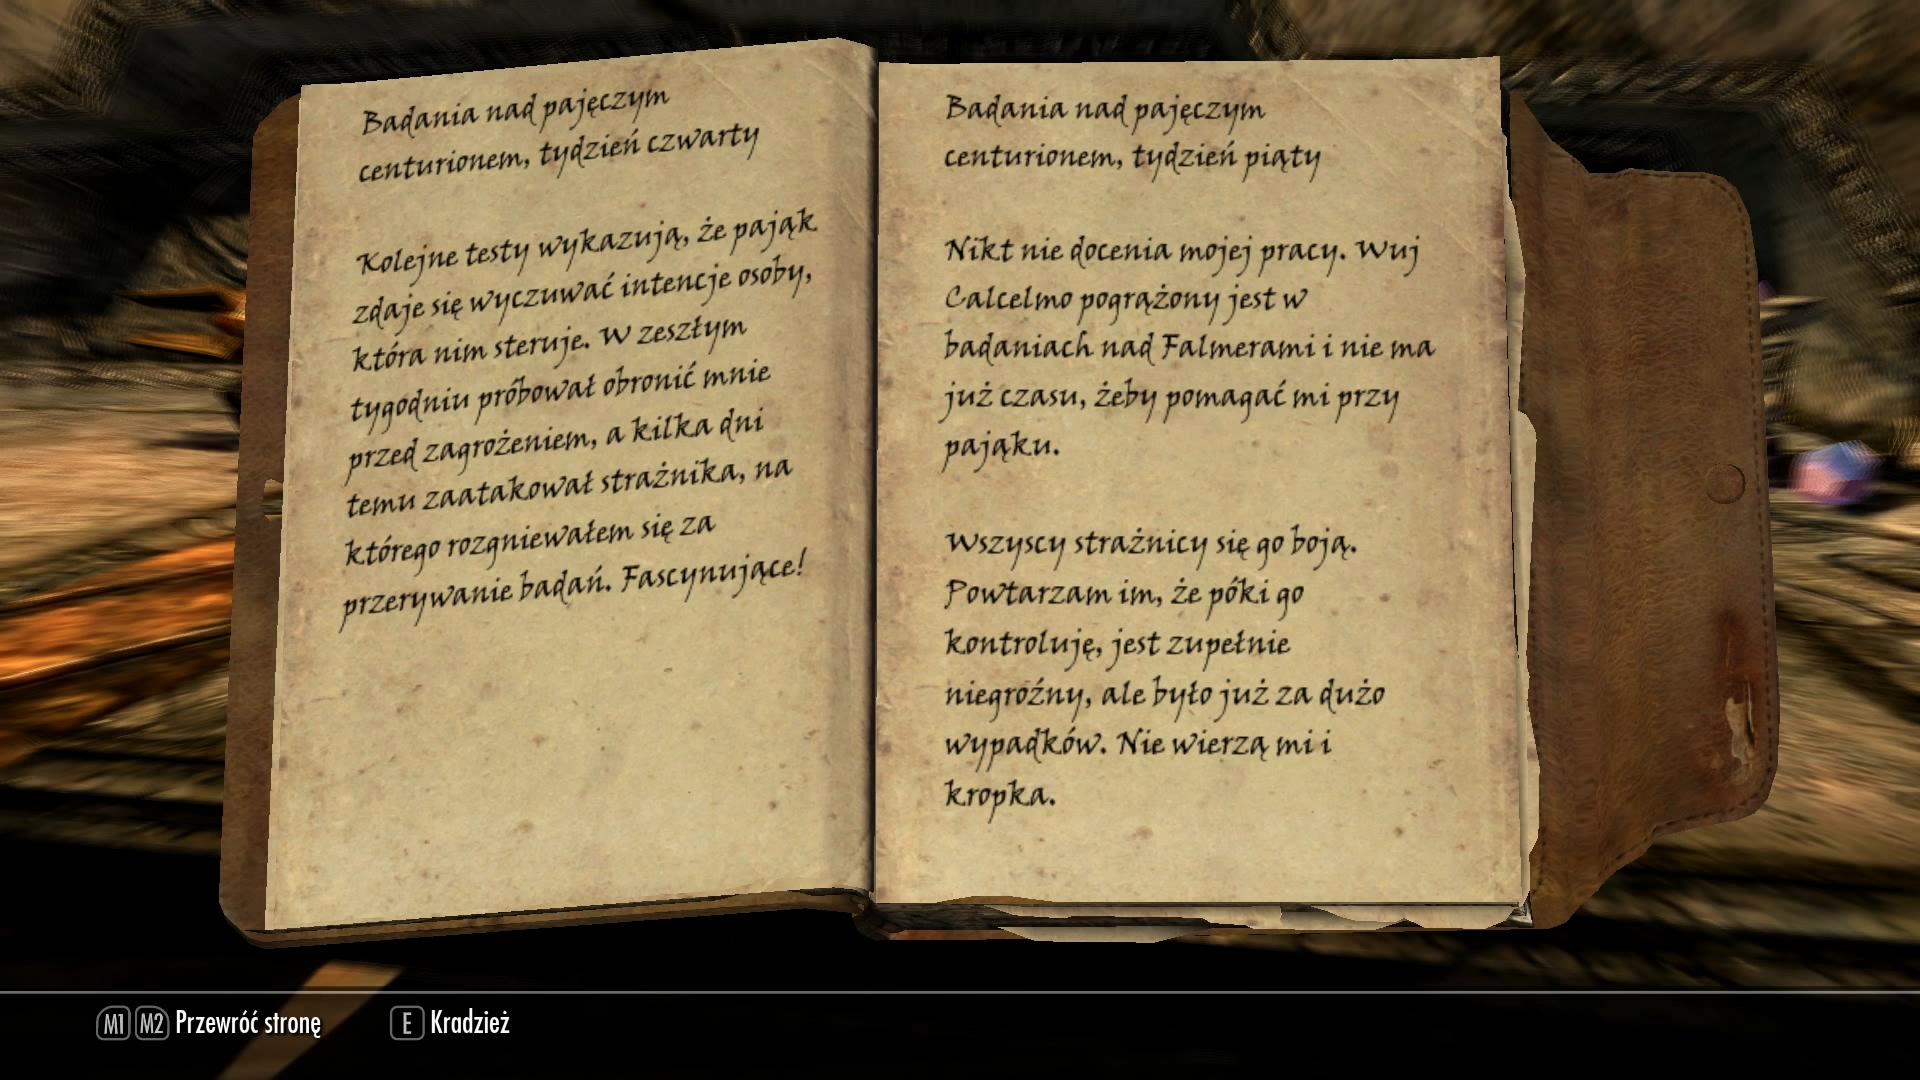 Badania nad pajęczym
centurionem, tydzień czwarty
Kolejne testy wykazują, że pająk
zdaje się wyczuwać intencje osoby,
która nim steruje. W zeszłym
tygodniu próbował obronić mnie
przed zagrożeniem, a kilka dni
temu zaatakował strażnika, na
którego rozgniewałem się za
przerywanie badań. Fascynujące!
Badania nad pajęczym
centurionem, tydzień piąty
Nikt nie docenia mojej pracy. Wuj
Calcelmo pogrążony jest w
badaniach nad Falmerami i nie ma
już czasu, żeby pomagać mi przy
pająku.
Wszyscy strażnicy się go boją.
Powtarzam im, że póki go
kontroluję, jest zupełnie
niegroźny, ale było już za dużo
wypadków. Nie wierzą mi i
kropka.
M1 M2 Przewróć stronę E Kradzież